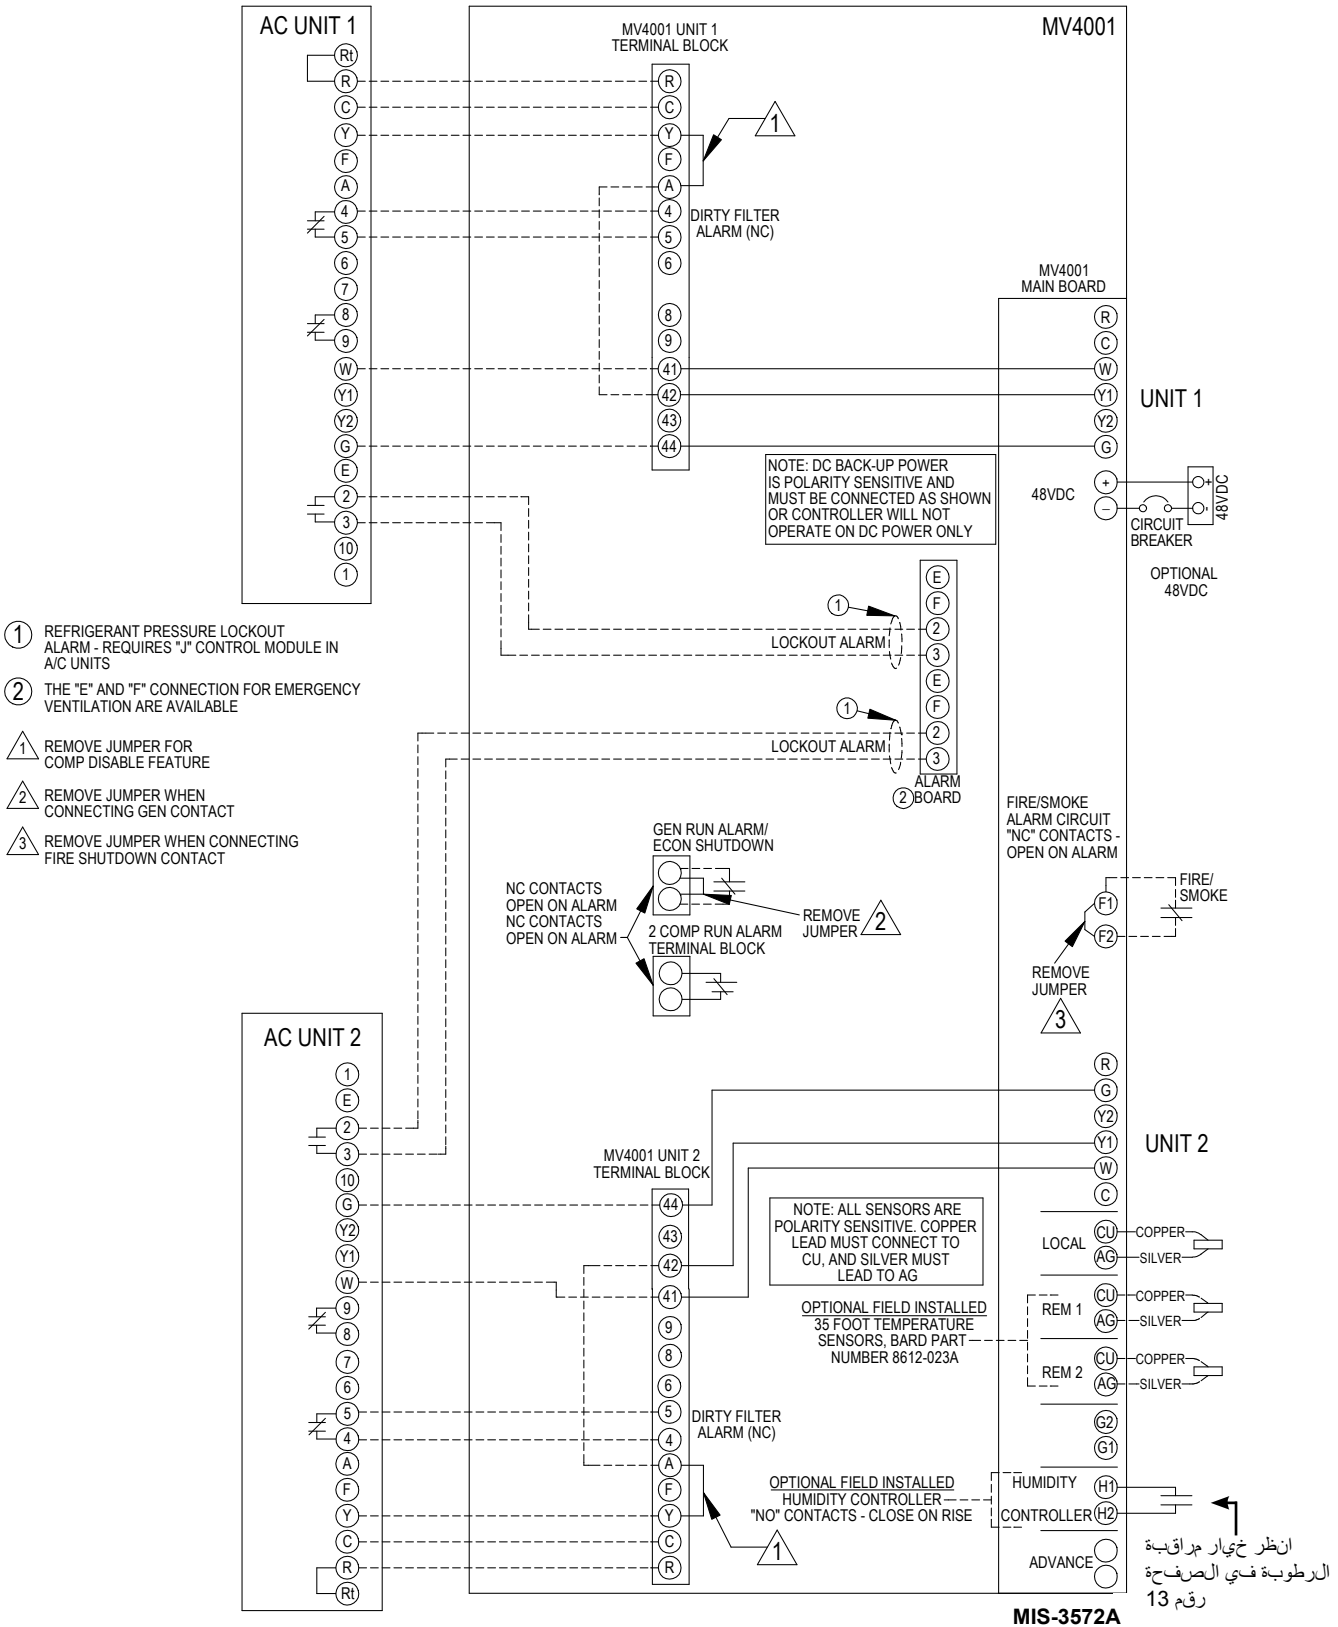 AC UNIT 1
Rt
R
C
Y
F
A
4
5
6
7
8
9
W
Y1
Y2
G
E
2
3
10
1
MV4001
MV4001 UNIT 1
TERMINAL BLOCK
R
C
Y
F
A
4
5
6
8
9
41
42
43
44
1
DIRTY FILTER
ALARM (NC)
MV4001
MAIN BOARD
R
C
W
Y1
Y2
G
UNIT 1
NOTE: DC BACK-UP POWER
IS POLARITY SENSITIVE AND
MUST BE CONNECTED AS SHOWN
OR CONTROLLER WILL NOT
OPERATE ON DC POWER ONLY
48VDC
+
–
+
-
48VDC
CIRCUIT
BREAKER
OPTIONAL
48VDC
1 REFRIGERANT PRESSURE LOCKOUT
ALARM - REQUIRES "J" CONTROL MODULE IN
A/C UNITS
2 THE "E" AND "F" CONNECTION FOR EMERGENCY
VENTILATION ARE AVAILABLE
1 REMOVE JUMPER FOR
COMP DISABLE FEATURE
2 REMOVE JUMPER WHEN
CONNECTING GEN CONTACT
3 REMOVE JUMPER WHEN CONNECTING
FIRE SHUTDOWN CONTACT
E
F
2
3
E
F
2
3
1
LOCKOUT ALARM
1
LOCKOUT ALARM
ALARM
2 BOARD
GEN RUN ALARM/
ECON SHUTDOWN
NC CONTACTS
OPEN ON ALARM
NC CONTACTS
OPEN ON ALARM
REMOVE
JUMPER
2
2 COMP RUN ALARM
TERMINAL BLOCK
FIRE/SMOKE
ALARM CIRCUIT
"NC" CONTACTS -
OPEN ON ALARM
F1
F2
FIRE/
SMOKE
REMOVE
JUMPER
3
AC UNIT 2
1
E
2
3
10
G
Y2
Y1
W
9
8
7
6
5
4
A
F
Y
C
R
Rt
MV4001 UNIT 2
TERMINAL BLOCK
44
43
42
41
9
8
6
5
4
A
F
Y
C
R
DIRTY FILTER
ALARM (NC)
1
R
G
Y2
Y1
W
C
UNIT 2
NOTE: ALL SENSORS ARE
POLARITY SENSITIVE. COPPER
LEAD MUST CONNECT TO
CU, AND SILVER MUST
LEAD TO AG
LOCAL
CU COPPER
AG SILVER
OPTIONAL FIELD INSTALLED
35 FOOT TEMPERATURE
SENSORS, BARD PART
NUMBER 8612-023A
REM 1
CU COPPER
AG SILVER
REM 2
CU COPPER
AG SILVER
G2
G1
OPTIONAL FIELD INSTALLED
HUMIDITY CONTROLLER
"NO" CONTACTS - CLOSE ON RISE
HUMIDITY H1
CONTROLLER H2
ADVANCE
انظر خيار مراقبة
الرطوبة في الصفحة
رقم 13
MIS-3572A